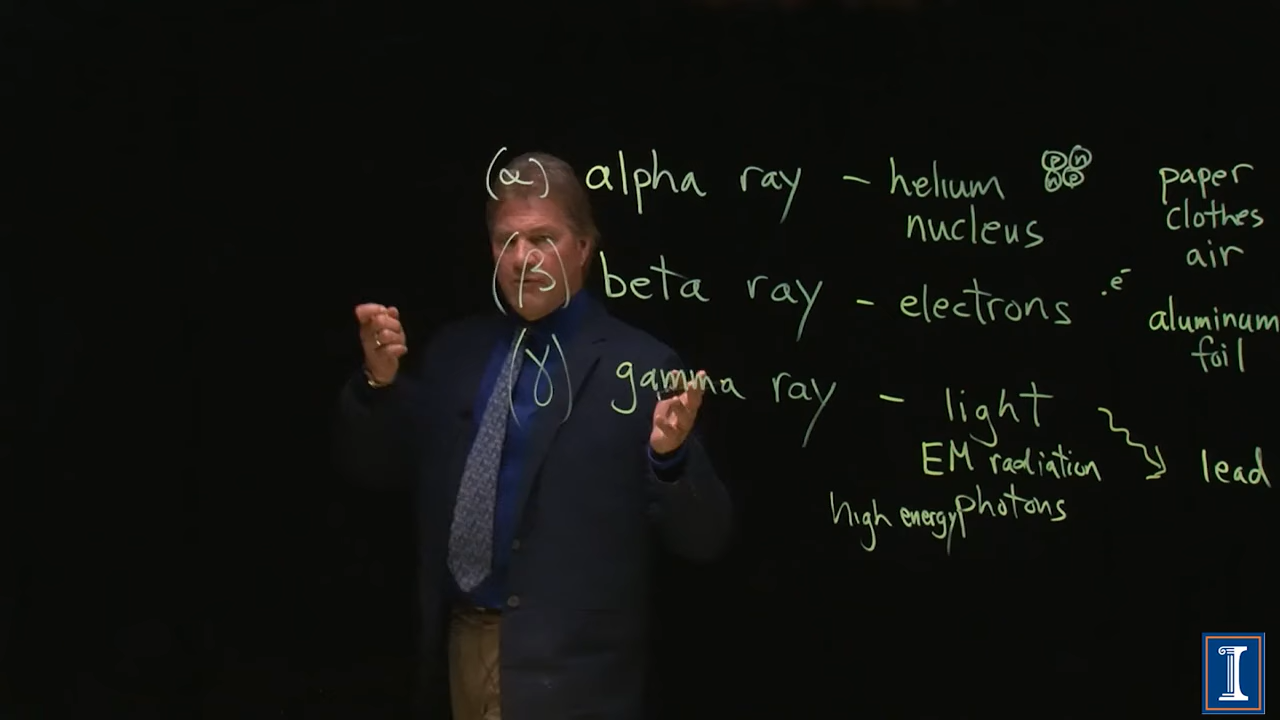 (α) alpha ray – helium paper
p n
n p
nucleus clothes
air
(β) beta ray – electrons . e⁻ aluminum
foil
(γ) gamma ray – light
EM radiation lead
high energy photons
I